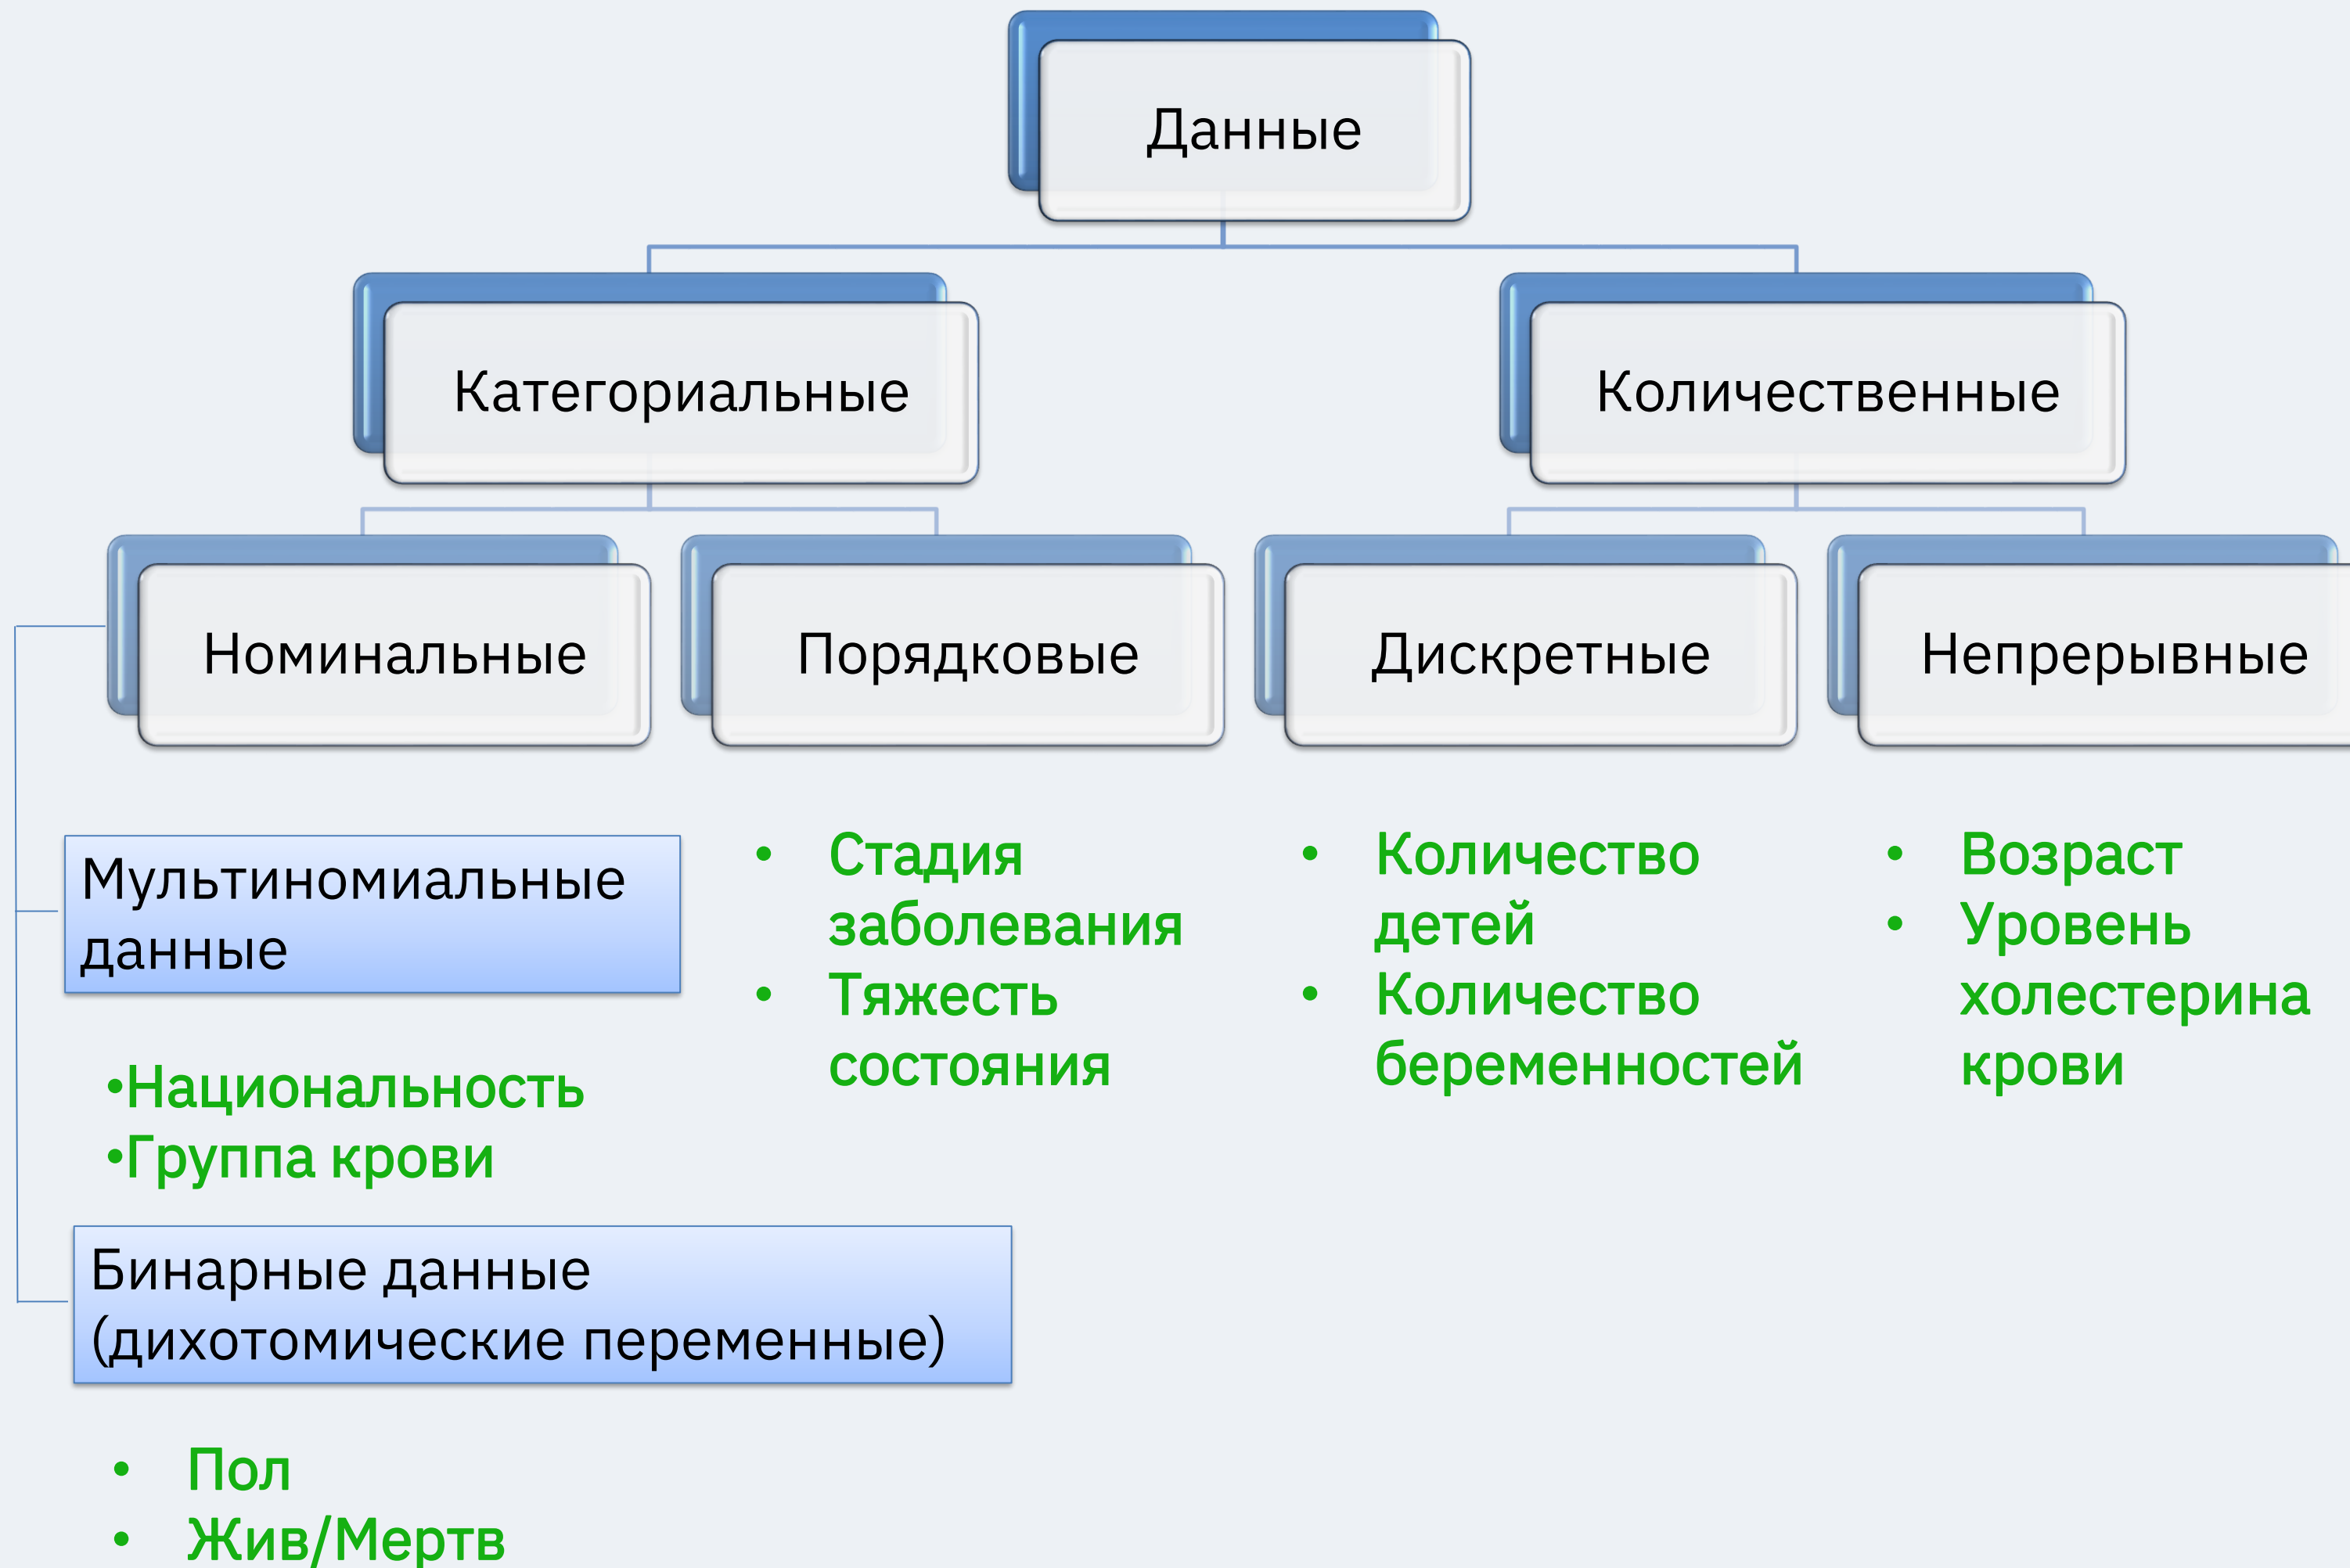 Данные
Категориальные
Количественные
Номинальные
Порядковые
Дискретные
Непрерывные
Мультиномиальные
данные
•Национальность
•Группа крови
Бинарные данные
(дихотомические переменные)
• Пол
• Жив/Мертв
• Стадия
заболевания
• Тяжесть
состояния
• Количество
детей
• Количество
беременностей
• Возраст
• Уровень
холестерина
крови